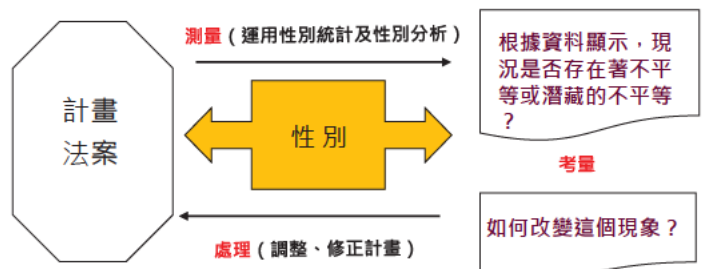 測量(運用性別統計及性別分析)
計畫
法案
性別
根據資料顯示,現
況是否存在著不平
等或潛藏的不平等
?
考量
如何改變這個現象?
處理(調整、修正計畫)